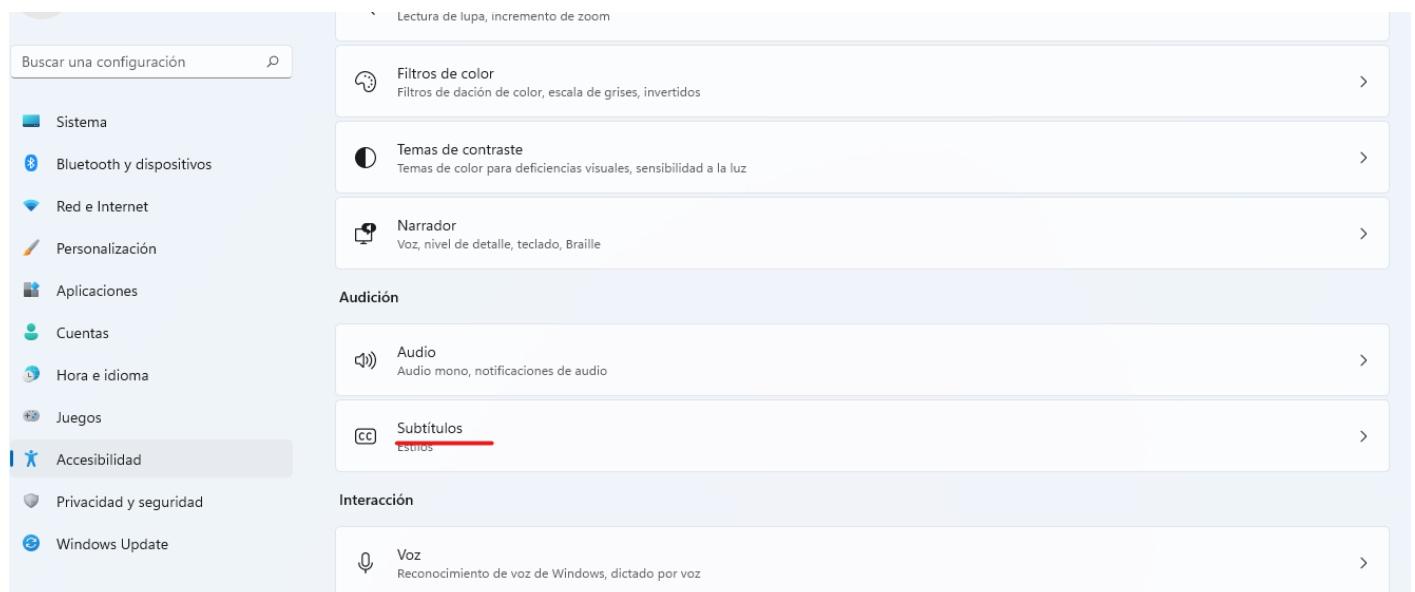 Lectura de lupa, incremento de zoom
Buscar una configuración
Sistema
Bluetooth y dispositivos
Red e Internet
Personalización
Aplicaciones
Cuentas
Hora e idioma
Juegos
Accesibilidad
Privacidad y seguridad
Windows Update
Filtros de color
Filtros de dación de color, escala de grises, invertidos
Temas de contraste
Temas de color para deficiencias visuales, sensibilidad a la luz
Narrador
Voz, nivel de detalle, teclado, Braille
Audición
Audio
Audio mono, notificaciones de audio
CC
Subtítulos
Estilos
Interacción
Voz
Reconocimiento de voz de Windows, dictado por voz